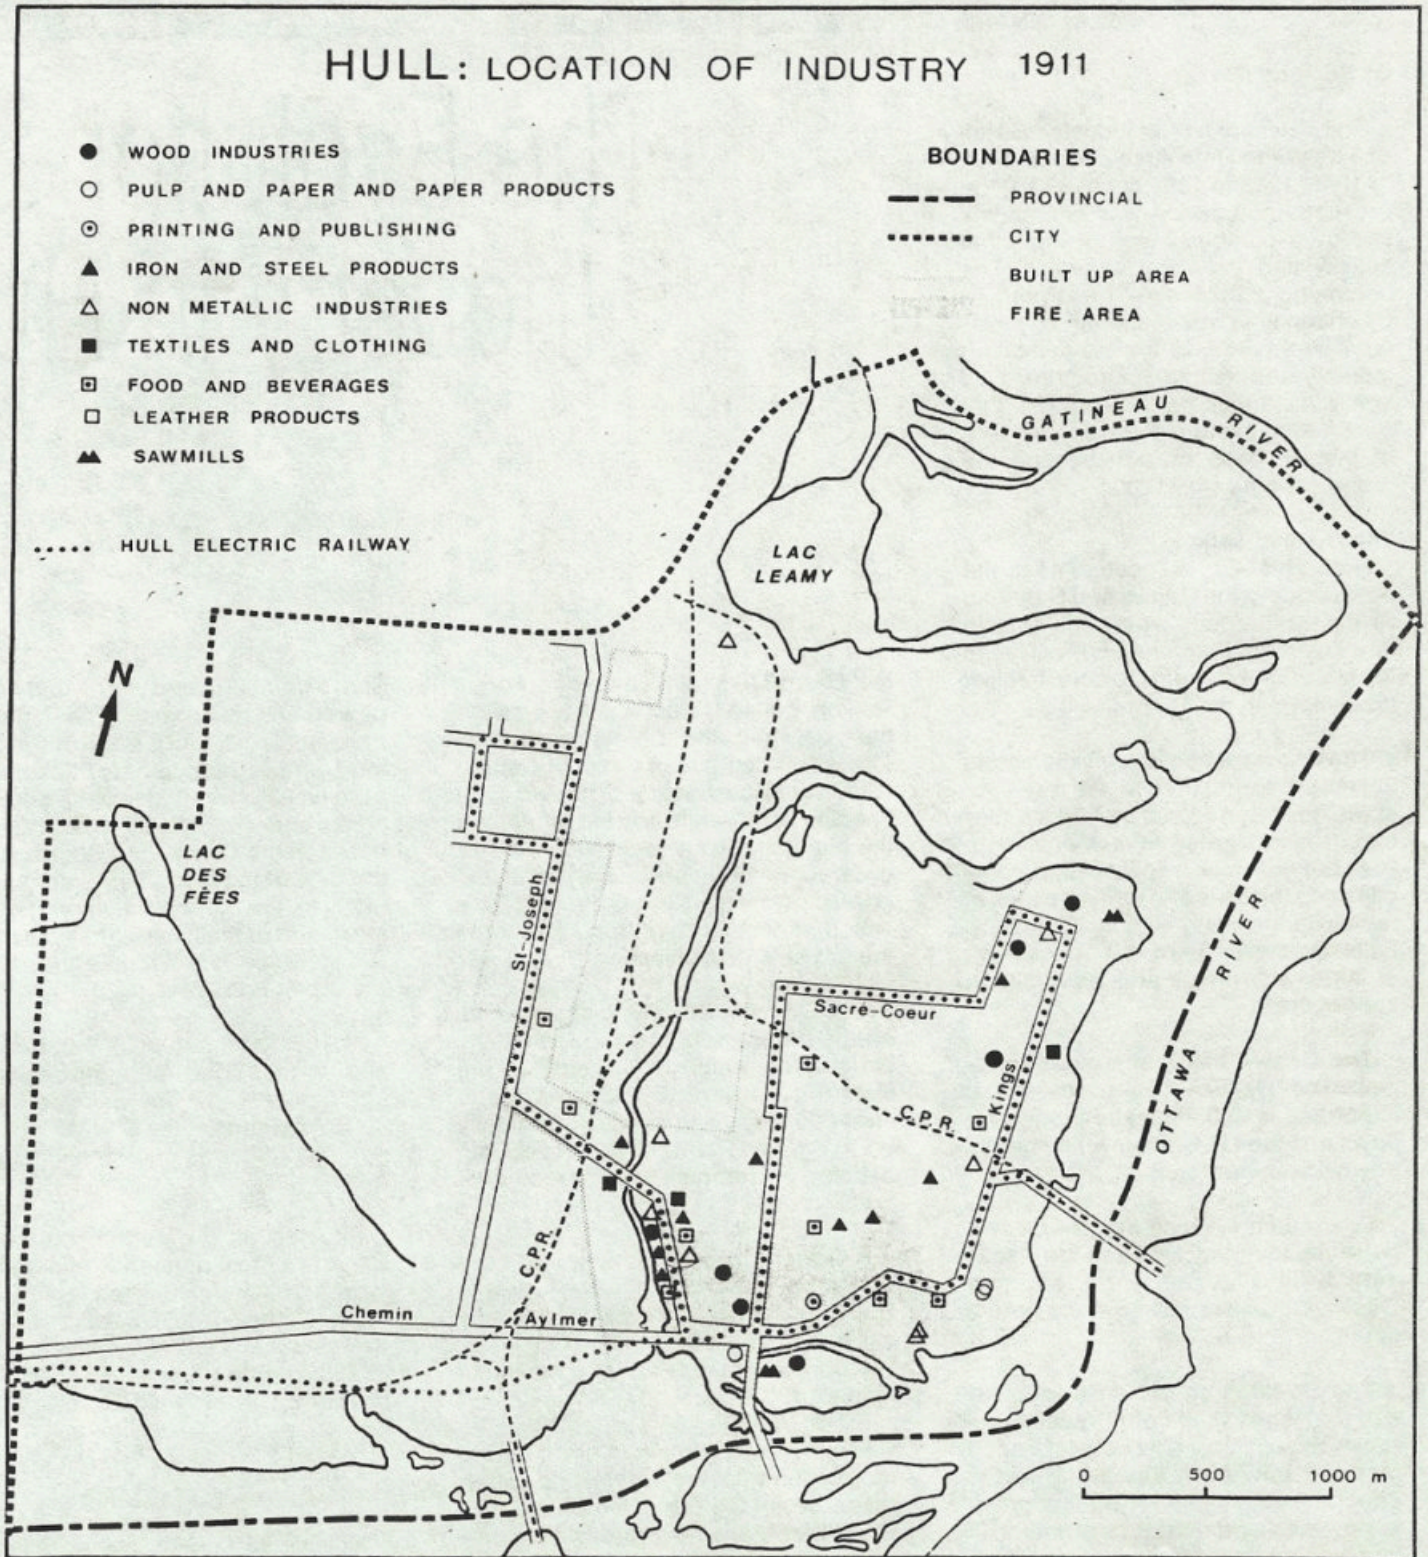 HULL: LOCATION OF INDUSTRY 1911
WOOD INDUSTRIES
PULP AND PAPER AND PAPER PRODUCTS
PRINTING AND PUBLISHING
IRON AND STEEL PRODUCTS
NON METALLIC INDUSTRIES
TEXTILES AND CLOTHING
FOOD AND BEVERAGES
LEATHER PRODUCTS
SAWMILLS
HULL ELECTRIC RAILWAY
BOUNDARIES
PROVINCIAL
CITY
BUILT UP AREA
FIRE AREA
GATINEAU RIVER
LAC
LEAMY
N
LAC
DES
FÉES
St-Joseph
Sacré-Coeur
Kings
C.P.R.
OTTAWA RIVER
C.P.R.
Chemin Aylmer
0 500 1000 m